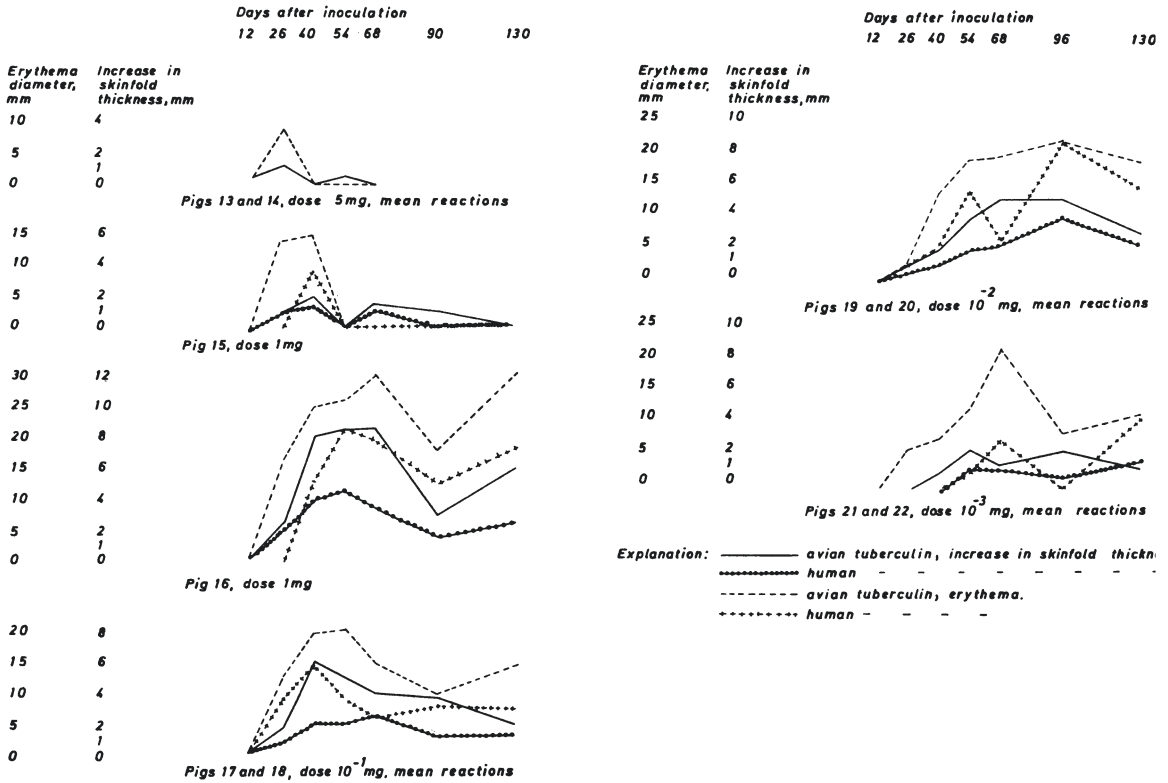 Days after inoculation
12 26 40 54 68 90 130
Erythema Increase in
diameter, skinfold
mm thickness, mm
10 4
5 2
1
0 0
Pigs 13 and 14, dose 5mg, mean reactions
15 6
10 4
5 2
1
0 0
Pig 15, dose 1mg
30 12
25 10
20 8
15 6
10 4
5 2
1
0 0
Pig 16, dose 1mg
20 8
15 6
10 4
5 2
1
0 0
Pigs 17 and 18, dose 10⁻¹ mg, mean reactions
Days after inoculation
12 26 40 54 68 96 130
Erythema Increase in
diameter, skinfold
mm thickness, mm
25 10
20 8
15 6
10 4
5 2
1
0 0
Pigs 19 and 20, dose 10⁻² mg, mean reactions
25 10
20 8
15 6
10 4
5 2
1
0 0
Pigs 21 and 22, dose 10⁻³ mg, mean reactions
Explanation: avian tuberculin, increase in skinfold thickn
human – – – – – – –
avian tuberculin, erythema.
human – – – –